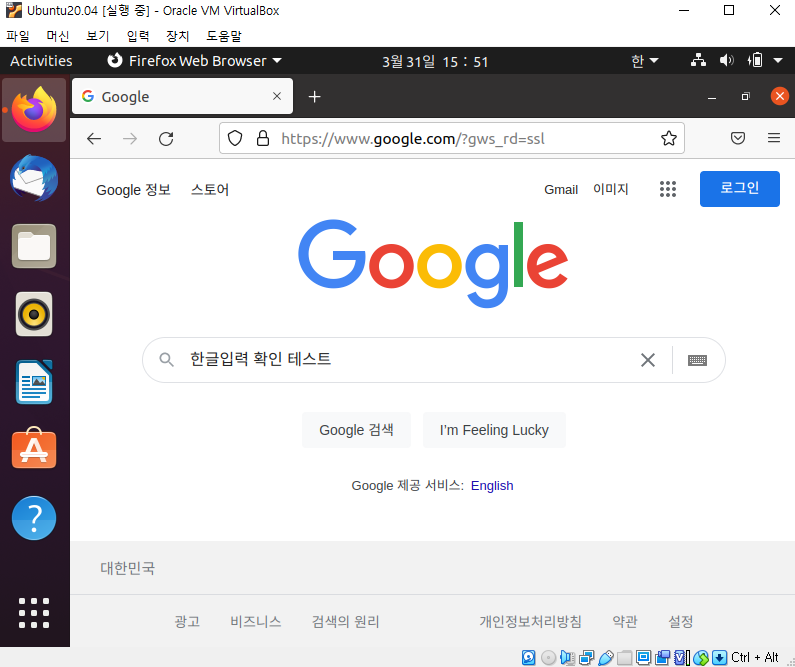 Ubuntu20.04 [실행 중] - Oracle VM VirtualBox
파일 머신 보기 입력 장치 도움말
Activities Firefox Web Browser 3월 31일 15 : 51 한
Google
https://www.google.com/?gws_rd=ssl
Google 정보 스토어 Gmail 이미지 로그인
Google
한글입력 확인 테스트
Google 검색 I'm Feeling Lucky
Google 제공 서비스: English
대한민국
광고 비즈니스 검색의 원리 개인정보처리방침 약관 설정
Ctrl + Alt